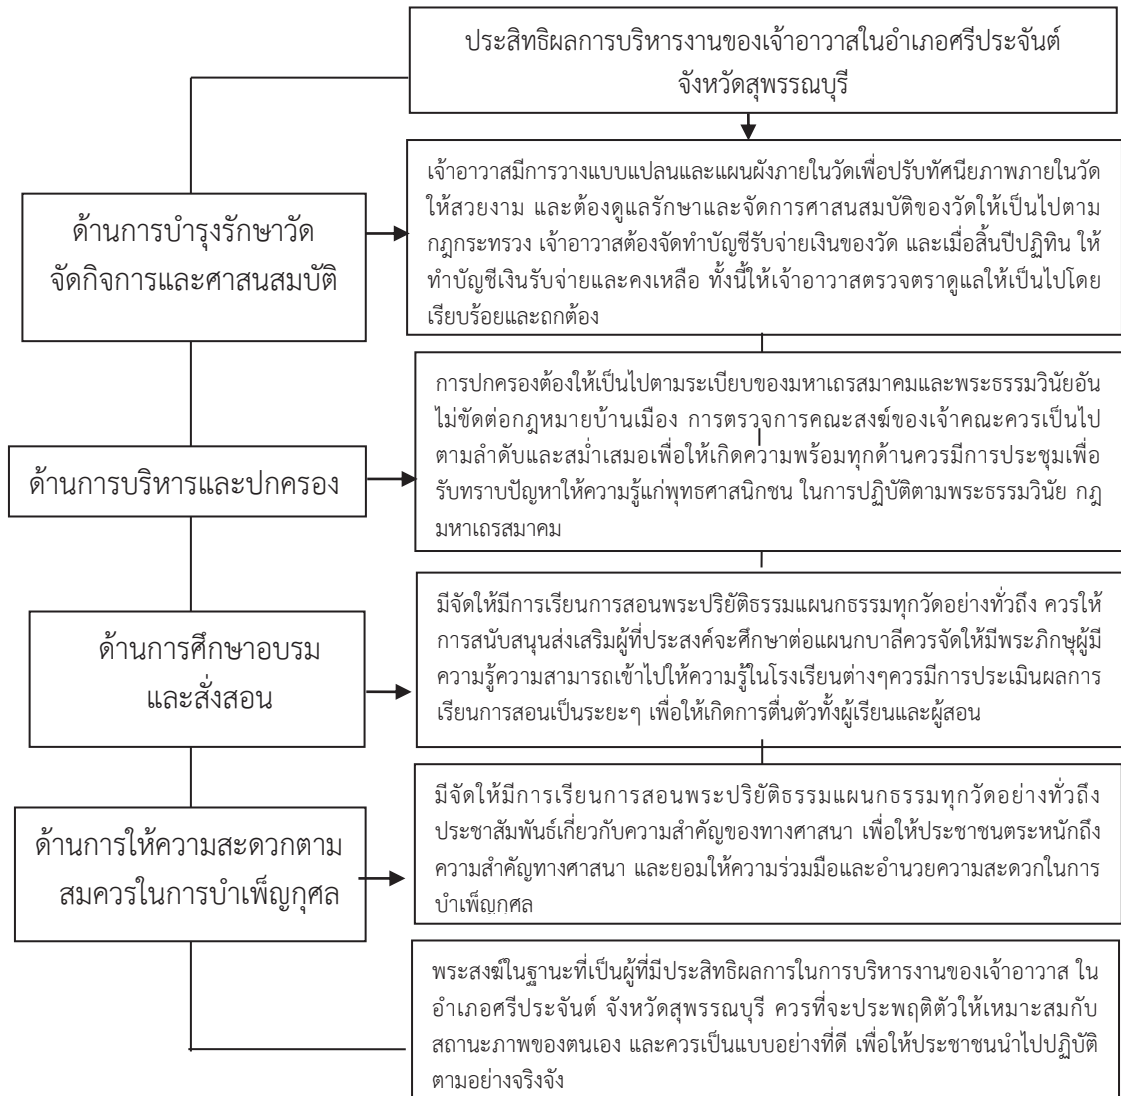 ประสิทธิผลการบริหารงานของเจ้าอาวาสในอำเภอศรีประจันต์
จังหวัดสุพรรณบุรี
ด้านการบำรุงรักษาวัด
จัดกิจการและศาสนสมบัติ
เจ้าอาวาสมีการวางแบบแปลนและแผนผังภายในวัดเพื่อปรับทัศนียภาพภายในวัด
ให้สวยงาม และต้องดูแลรักษาและจัดการศาสนสมบัติของวัดให้เป็นไปตาม
กฎกระทรวง เจ้าอาวาสต้องจัดทำบัญชีรับจ่ายเงินของวัด และเมื่อสิ้นปีปฏิทิน ให้
ทำบัญชีเงินรับจ่ายและคงเหลือ ทั้งนี้ให้เจ้าอาวาสตรวจตราดูแลให้เป็นไปโดย
เรียบร้อยและถูกต้อง
ด้านการบริหารและปกครอง
การปกครองต้องให้เป็นไปตามระเบียบของมหาเถรสมาคมและพระธรรมวินัยอัน
ไม่ขัดต่อกฎหมายบ้านเมือง การตรวจการคณะสงฆ์ของเจ้าคณะควรเป็นไป
ตามลำดับและสม่ำเสมอเพื่อให้เกิดความพร้อมทุกด้านควรมีการประชุมเพื่อ
รับทราบปัญหาให้ความรู้แก่พุทธศาสนิกชน ในการปฏิบัติตามพระธรรมวินัย กฎ
มหาเถรสมาคม
ด้านการศึกษาอบรม
และสั่งสอน
มีจัดให้มีการเรียนการสอนพระปริยัติธรรมแผนกธรรมทุกวัดอย่างทั่วถึง ควรให้
การสนับสนุนส่งเสริมผู้ที่ประสงค์จะศึกษาต่อแผนกบาลีควรจัดให้มีพระภิกษุผู้มี
ความรู้ความสามารถเข้าไปให้ความรู้ในโรงเรียนต่างๆควรมีการประเมินผลการ
เรียนการสอนเป็นระยะๆ เพื่อให้เกิดการตื่นตัวทั้งผู้เรียนและผู้สอน
ด้านการให้ความสะดวกตาม
สมควรในการบำเพ็ญกุศล
มีจัดให้มีการเรียนการสอนพระปริยัติธรรมแผนกธรรมทุกวัดอย่างทั่วถึง
ประชาสัมพันธ์เกี่ยวกับความสำคัญของทางศาสนา เพื่อให้ประชาชนตระหนักถึง
ความสำคัญทางศาสนา และยอมให้ความร่วมมือและอำนวยความสะดวกในการ
บำเพ็ญกุศล
พระสงฆ์ในฐานะที่เป็นผู้ที่มีประสิทธิผลการในการบริหารงานของเจ้าอาวาส ใน
อำเภอศรีประจันต์ จังหวัดสุพรรณบุรี ควรที่จะประพฤติตัวให้เหมาะสมกับ
สถานะภาพของตนเอง และควรเป็นแบบอย่างที่ดี เพื่อให้ประชาชนนำไปปฏิบัติ
ตามอย่างจริงจัง